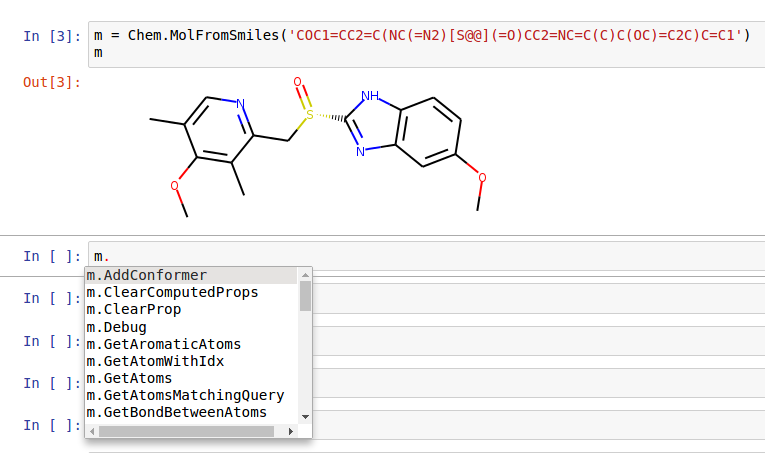 In [3]: m = Chem.MolFromSmiles('COC1=CC2=C(NC(=N2)[S@@](=O)CC2=NC=C(C)C(OC)=C2C)C=C1')
m
Out[3]:
O
N
S
NH
N
O
O
In [ ]: m.
m.AddConformer
m.ClearComputedProps
In [ ]:
m.ClearProp
m.Debug
In [ ]:
m.GetAromaticAtoms
m.GetAtomWithIdx
m.GetAtoms
In [ ]:
m.GetAtomsMatchingQuery
m.GetBondBetweenAtoms
In [ ]: